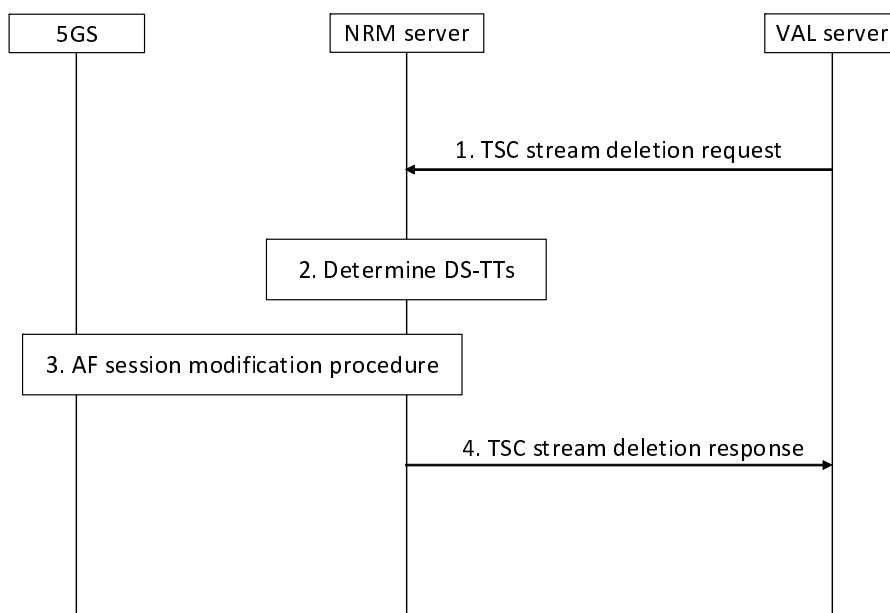 5GS
NRM server
VAL server
1. TSC stream deletion request
2. Determine DS-TTs
3. AF session modification procedure
4. TSC stream deletion response